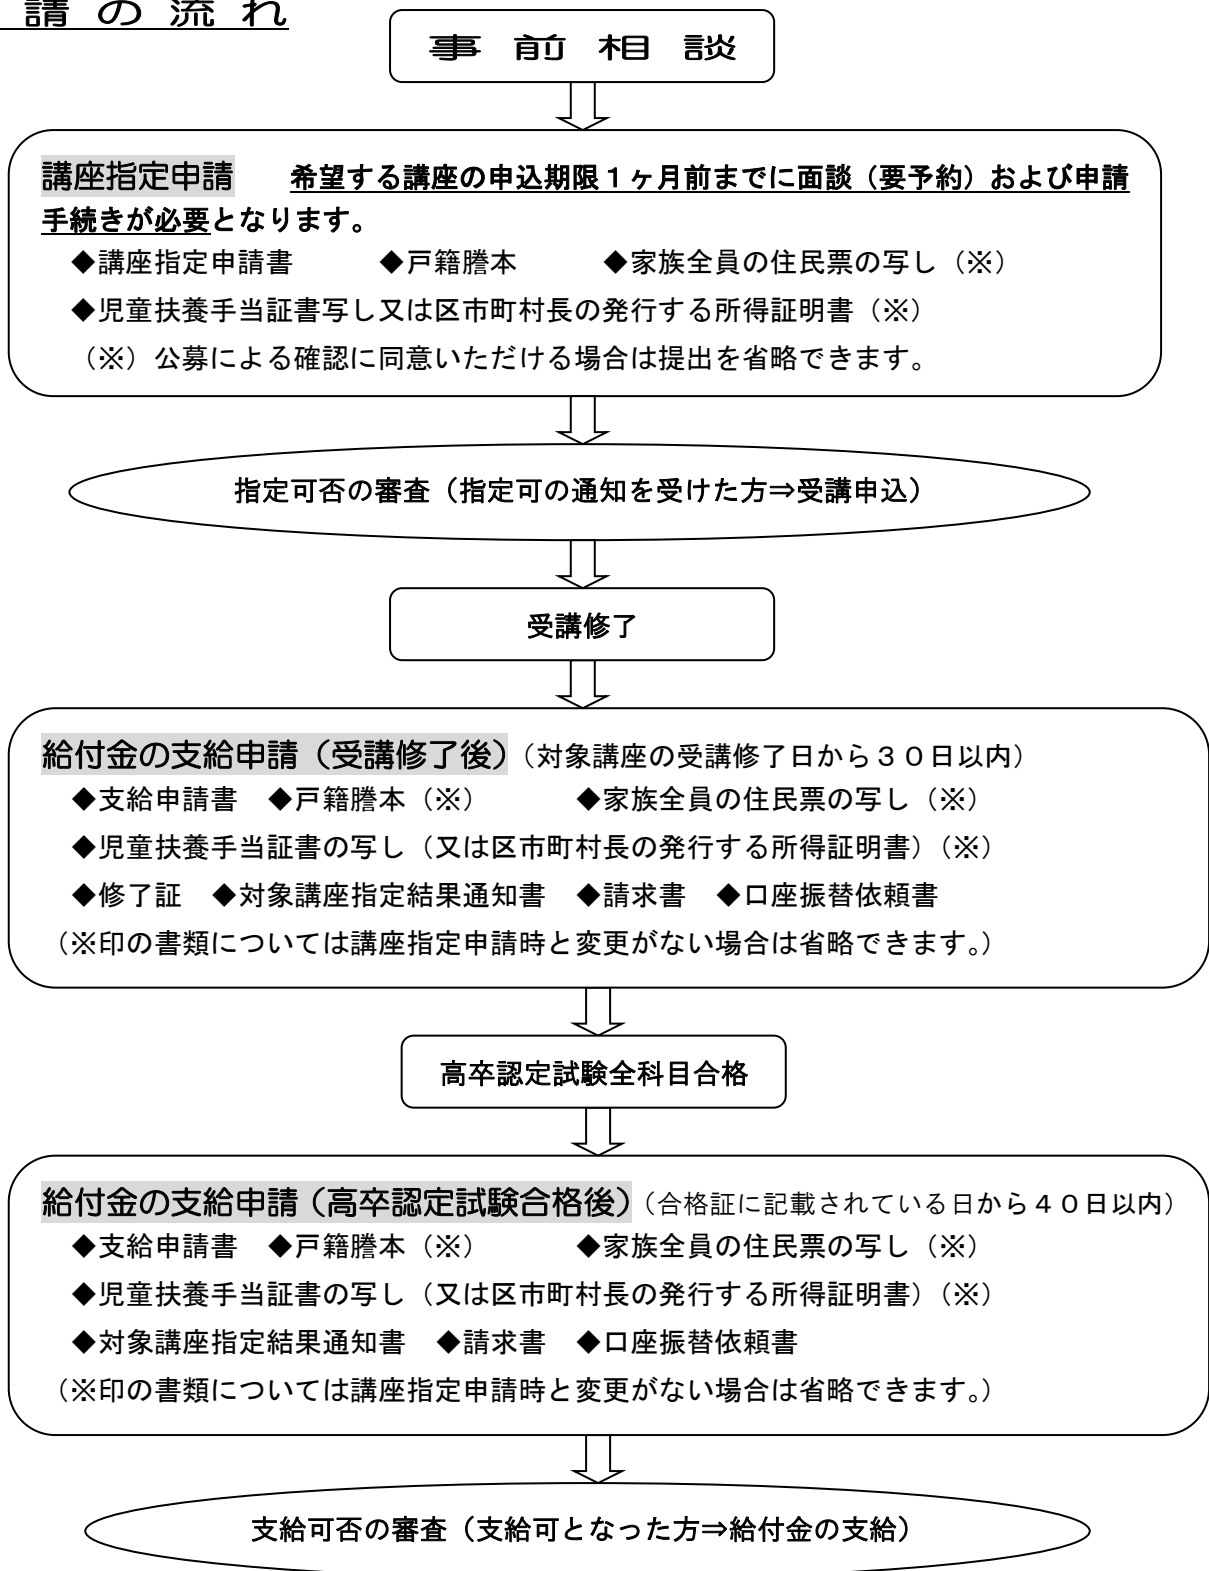 請 の 流 れ
事 前 相 談
講座指定申請　　希望する講座の申込期限１ヶ月前までに面談（要予約）および申請
手続きが必要となります。
◆講座指定申請書　　　◆戸籍謄本　　　◆家族全員の住民票の写し（※）
◆児童扶養手当証書写し又は区市町村長の発行する所得証明書（※）
（※）公募による確認に同意いただける場合は提出を省略できます。
指定可否の審査（指定可の通知を受けた方⇒受講申込）
受講修了
給付金の支給申請（受講修了後）（対象講座の受講修了日から３０日以内）
◆支給申請書　◆戸籍謄本（※）　　　　◆家族全員の住民票の写し（※）
◆児童扶養手当証書の写し（又は区市町村長の発行する所得証明書）（※）
◆修了証　◆対象講座指定結果通知書　◆請求書　◆口座振替依頼書
（※印の書類については講座指定申請時と変更がない場合は省略できます。）
高卒認定試験全科目合格
給付金の支給申請（高卒認定試験合格後）（合格証に記載されている日から４０日以内）
◆支給申請書　◆戸籍謄本（※）　　　　◆家族全員の住民票の写し（※）
◆児童扶養手当証書の写し（又は区市町村長の発行する所得証明書）（※）
◆対象講座指定結果通知書　◆請求書　◆口座振替依頼書
（※印の書類については講座指定申請時と変更がない場合は省略できます。）
支給可否の審査（支給可となった方⇒給付金の支給）